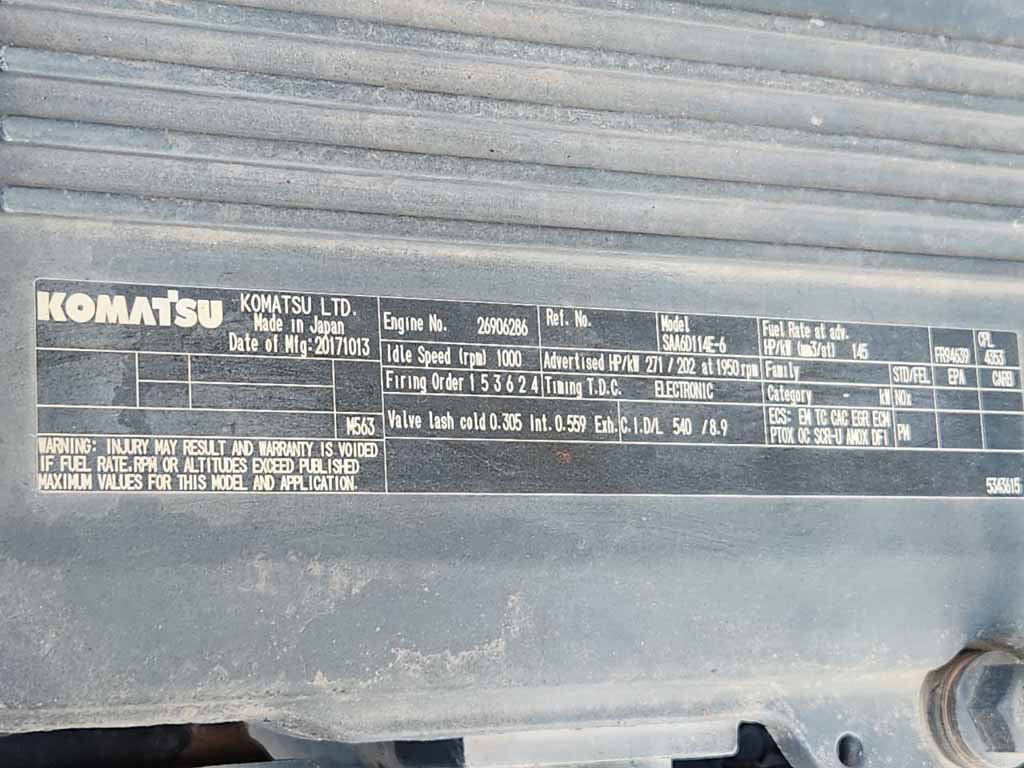 KOMATSU KOMATSU LTD.
Made in Japan
Date of Mfg:20171013
M563
WARNING: INJURY MAY RESULT AND WARRANTY IS VOIDED
IF FUEL RATE.RPM OR ALTITUDES EXCEED PUBLISHED
MAXIMUM VALUES FOR THIS MODEL AND APPLICATION.
Engine No. 26906286
Ref. No.
Model
SAA6D114E-6
Fuel Rate at adv.
HP/kW (mm3/st) 145
FR94639
CPL
4353
Idle Speed (rpm) 1000
Advertised HP/kW 271 / 202 at 1950 rpm
Family
STD/FEL
EPA
CARB
Firing Order 1 5 3 6 2 4
Timing T.D.C. ELECTRONIC
Category - kW
NOx
Valve lash cold 0.305 Int. 0.559 Exh.
C.I.D/L 540 /8.9
ECS: EM TC CAC EGR ECM
PTOX OC SCR-U AMOX DFI
PM
5343615